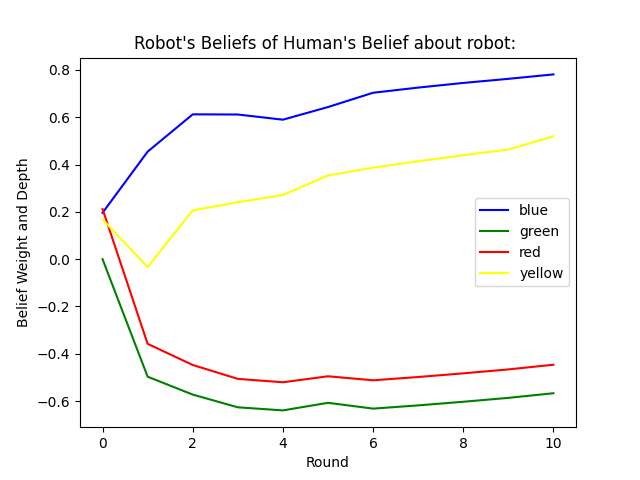 Robot's Beliefs of Human's Belief about robot:
Belief Weight and Depth
0.8
0.6
0.4
0.2
0.0
−0.2
−0.4
−0.6
blue
green
red
yellow
0 2 4 6 8 10
Round